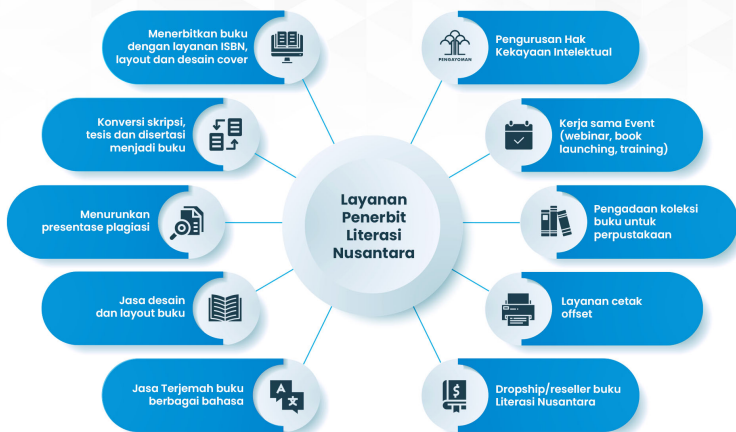 Menerbitkan buku
dengan layanan ISBN,
layout dan desain cover
Konversi skripsi,
tesis dan disertasi
menjadi buku
Menurunkan
presentase plagiasi
Jasa desain
dan layout buku
Jasa Terjemah buku
berbagai bahasa
A
文
Layanan
Penerbit
Literasi
Nusantara
PENGAYOMAN
Pengurusan Hak
Kekayaan Intelektual
Kerja sama Event
(webinar, book
launching, training)
Pengadaan koleksi
buku untuk
perpustakaan
Layanan cetak
offset
$
Dropship/reseller buku
Literasi Nusantara